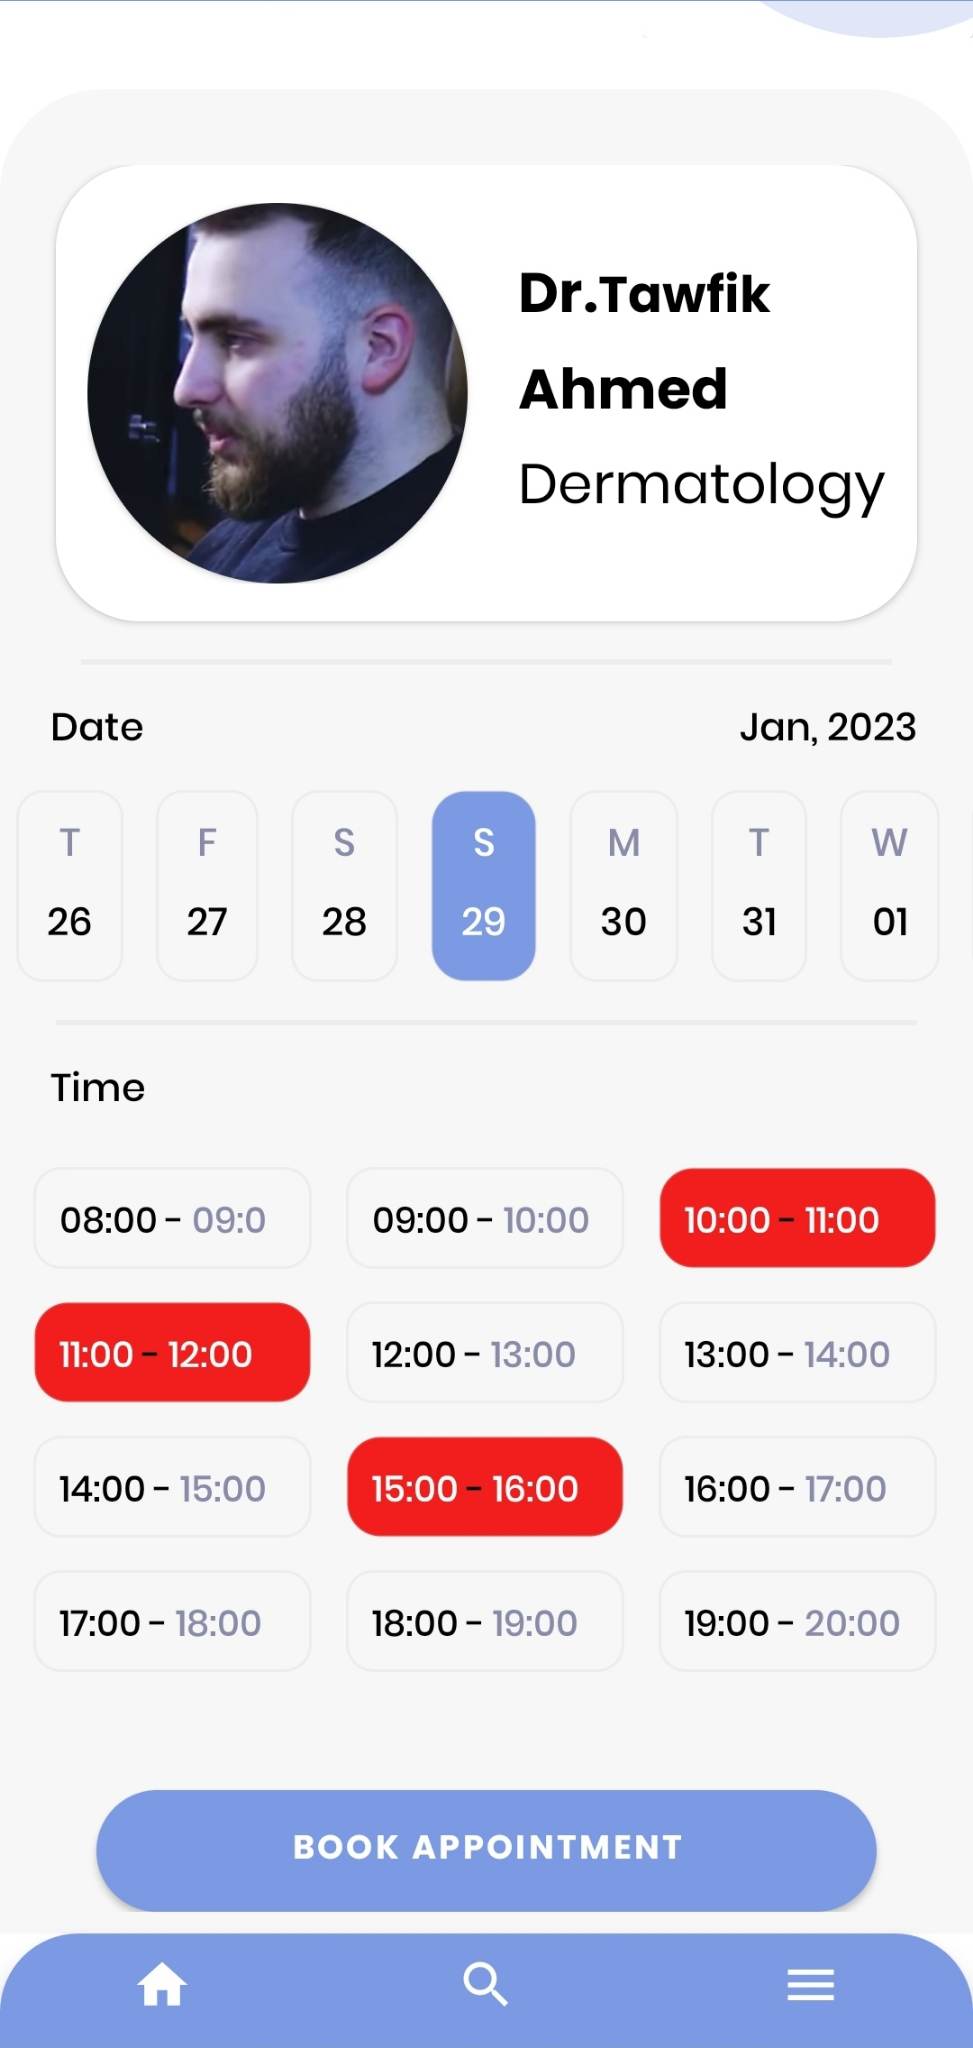 Dr.Tawfik
Ahmed
Dermatology
Date Jan, 2023
T F S S M T W
26 27 28 29 30 31 01
Time
08:00 - 09:0 09:00 - 10:00 10:00 - 11:00
11:00 - 12:00 12:00 - 13:00 13:00 - 14:00
14:00 - 15:00 15:00 - 16:00 16:00 - 17:00
17:00 - 18:00 18:00 - 19:00 19:00 - 20:00
BOOK APPOINTMENT